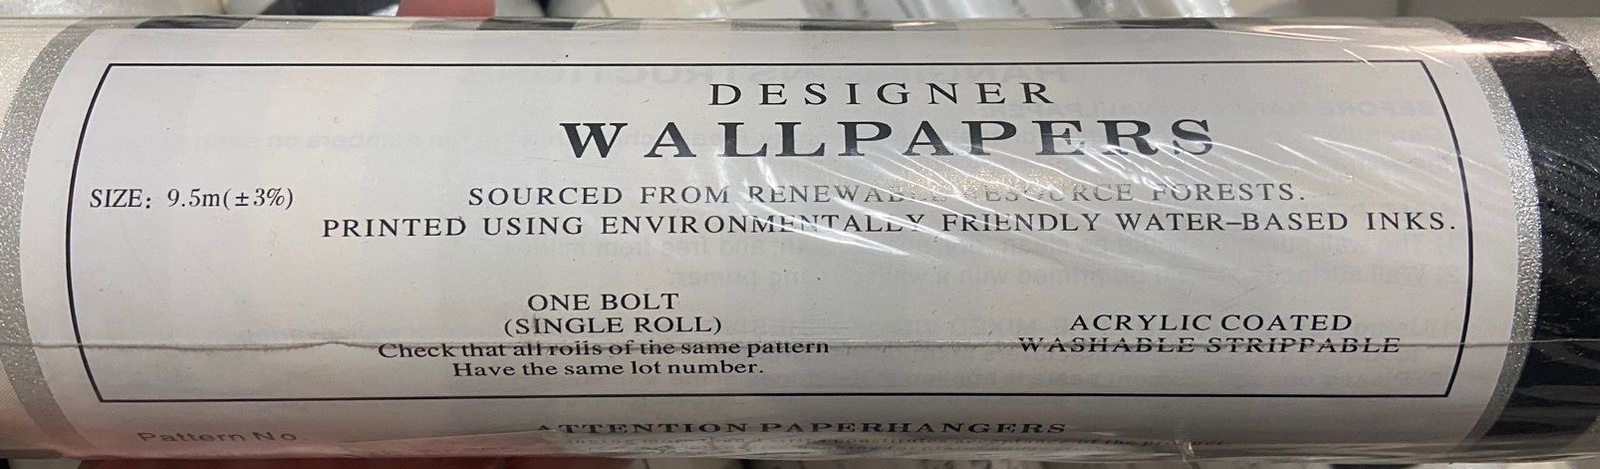 DESIGNER
WALLPAPERS
SIZE: 9.5m(±3%)
SOURCED FROM RENEWABLE RESOURCE FORESTS.
PRINTED USING ENVIRONMENTALLY FRIENDLY WATER–BASED INKS.
ONE BOLT
(SINGLE ROLL)
Check that all rolls of the same pattern
Have the same lot number.
ACRYLIC COATED
WASHABLE STRIPPABLE
ATTENTION PAPERHANGERS
Pattern No.